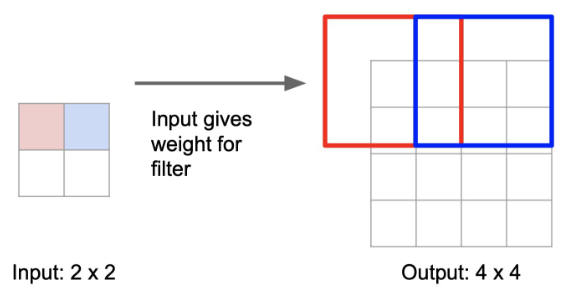 Input gives
weight for
filter
Input: 2 x 2
Output: 4 x 4